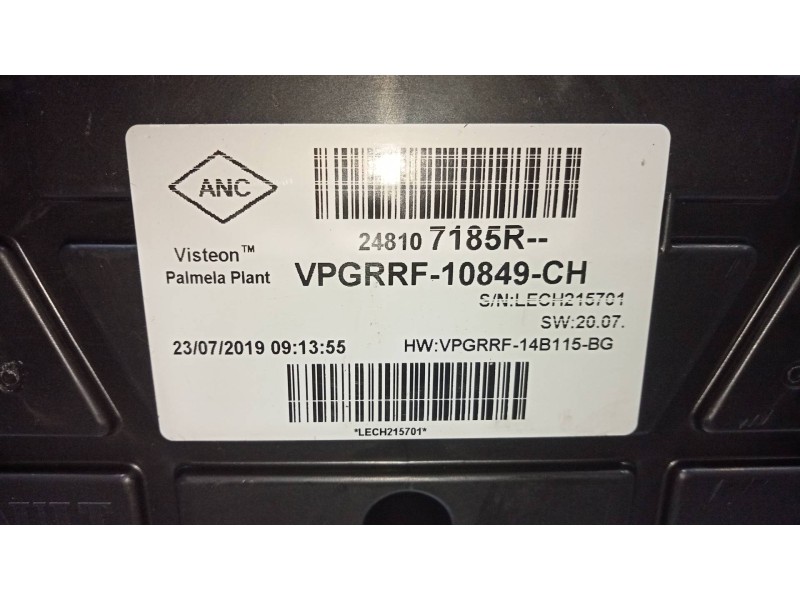 ANC
24810 7185R--
Visteon™
Palmela Plant
VPGRRF-10849-CH
S/N:LECH215701
SW:20.07.
23/07/2019 09:13:55
HW:VPGRRF-14B115-BG
*LECH215701*